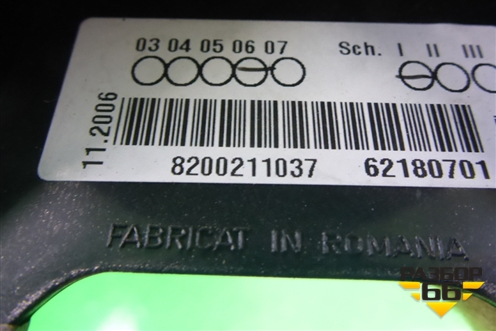 03 04 05 06 07 Sch. I II III
11.2006
8200211037 62180701
FABRICAT IN ROMANIA
РАЗБОР
66